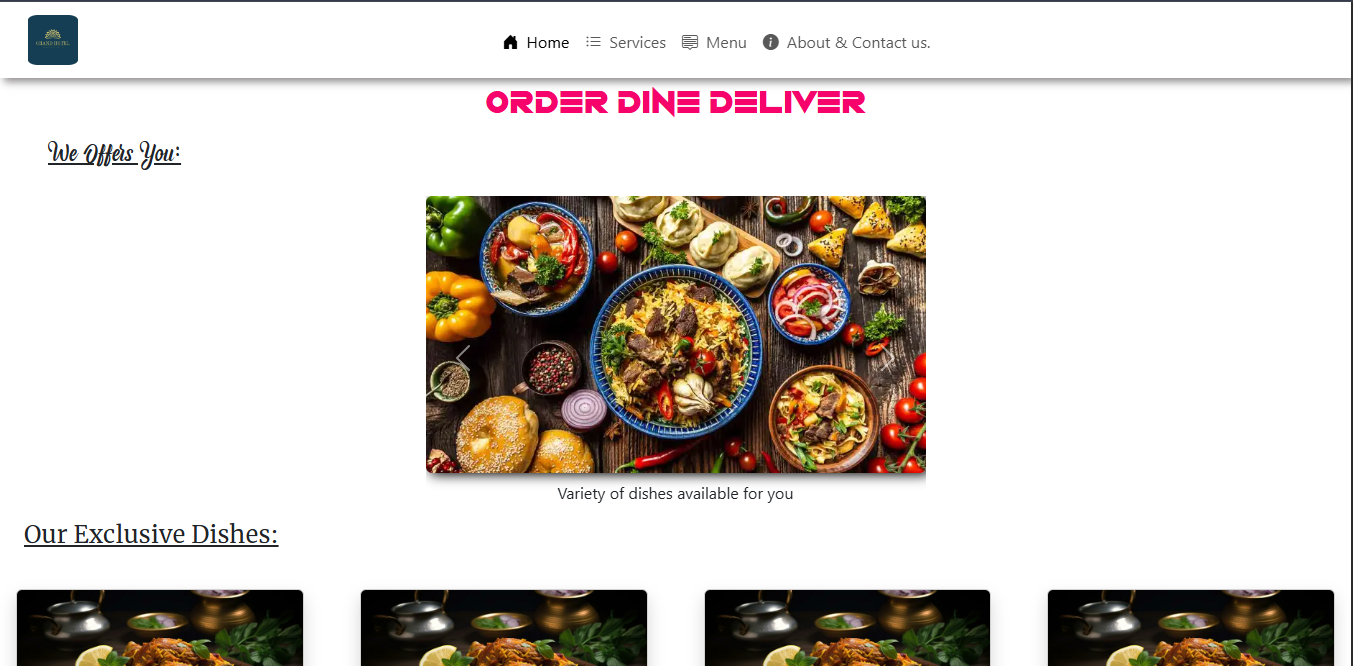 GRAND HOTEL
Home Services Menu About & Contact us.
ORDER DINE DELIVER
We Offers You:
Variety of dishes available for you
Our Exclusive Dishes: